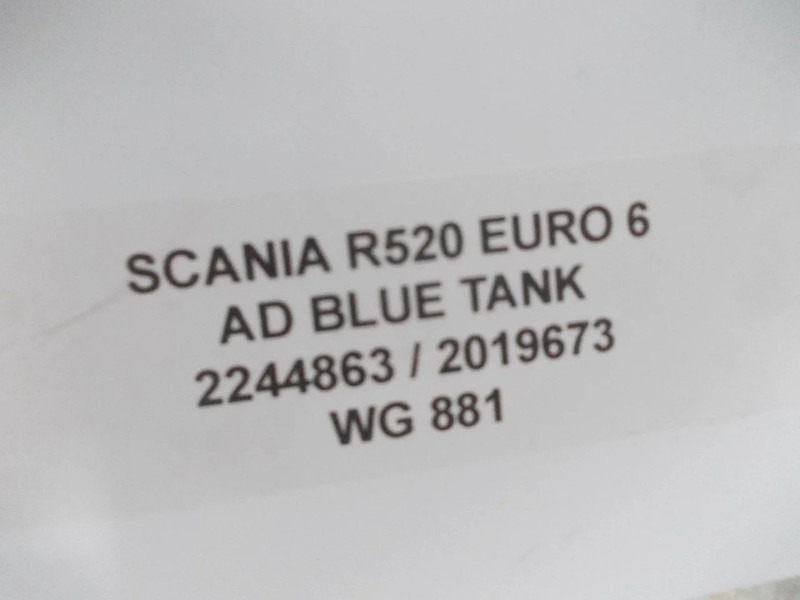 SCANIA R520 EURO 6
AD BLUE TANK
2244863 / 2019673
WG 881